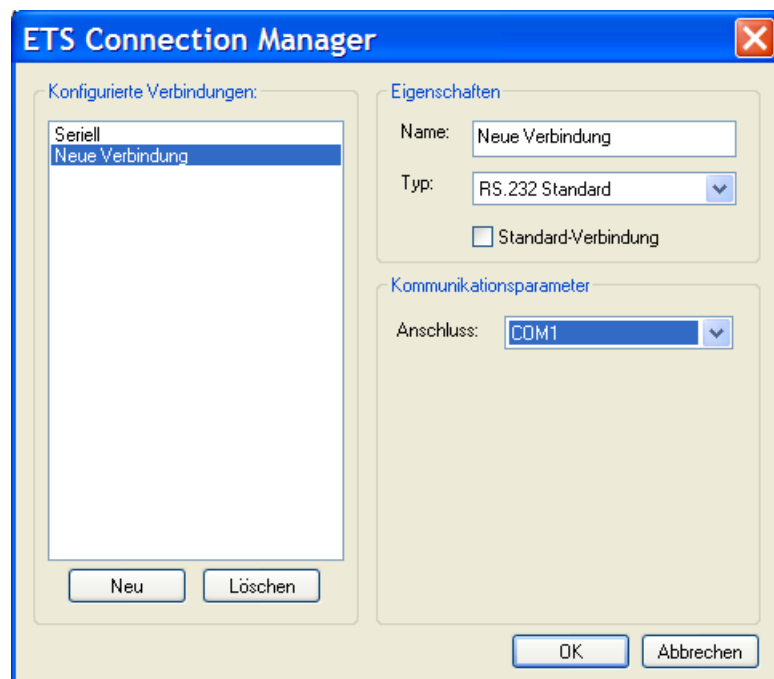 ETS Connection Manager
Konfigurierte Verbindungen:
Seriell
Neue Verbindung
Neu
Löschen
Eigenschaften
Name: Neue Verbindung
Typ: RS.232 Standard
Standard-Verbindung
Kommunikationsparameter
Anschluss: COM1
OK
Abbrechen